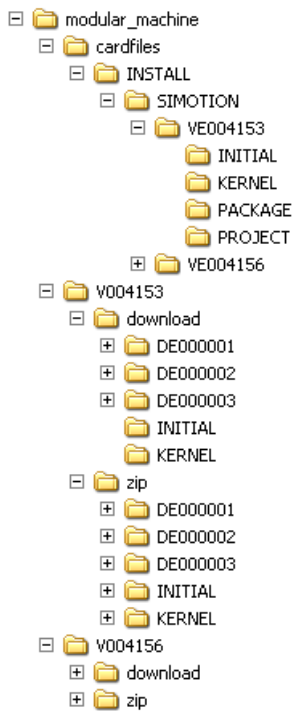 modular_machine
cardfiles
INSTALL
SIMOTION
VE004153
INITIAL
KERNEL
PACKAGE
PROJECT
VE004156
V004153
download
DE000001
DE000002
DE000003
INITIAL
KERNEL
zip
DE000001
DE000002
DE000003
INITIAL
KERNEL
V004156
download
zip